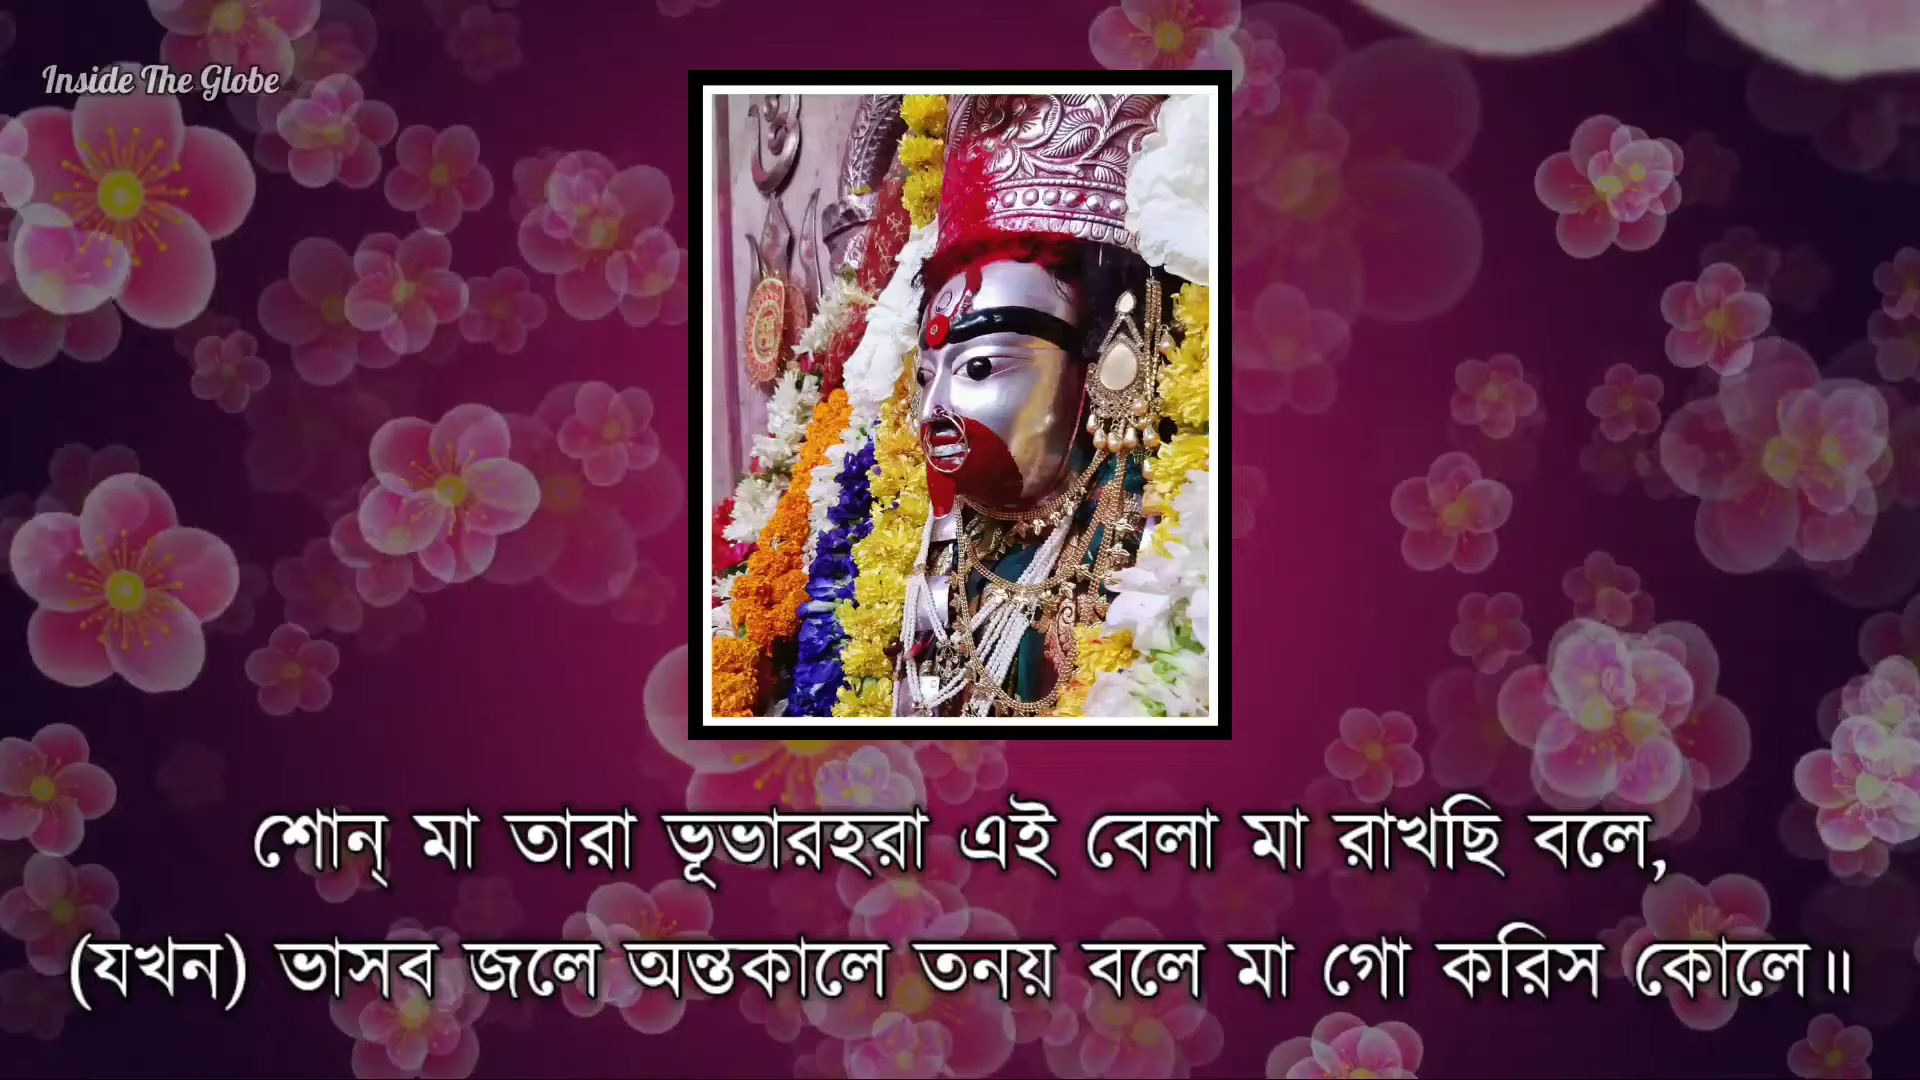 Inside The Globe
শোন্ মা তারা ভূভারহরা এই বেলা মা রাখছি বলে,
(যখন) ভাসব জলে অন্তকালে তনয় বলে মা গো করিস কোলে॥